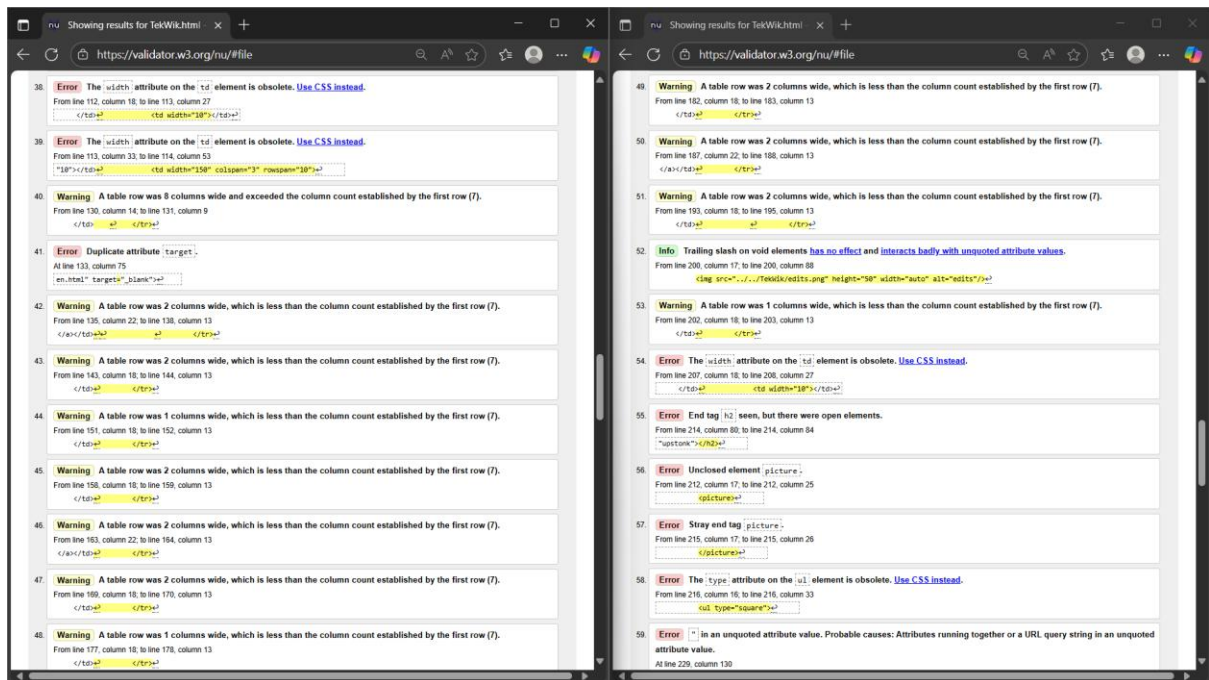 nu Showing results for TekWik.html -
https://validator.w3.org/nu/#file
38. Error The width attribute on the td element is obsolete. Use CSS instead.
From line 112, column 18; to line 113, column 27
</td>↩ <td width="10"></td>↩
39. Error The width attribute on the td element is obsolete. Use CSS instead.
From line 113, column 33; to line 114, column 53
"10"></td>↩ <td width="150" colspan="3" rowspan="10">↩
40. Warning A table row was 8 columns wide and exceeded the column count established by the first row (7).
From line 130, column 14; to line 131, column 9
</td> ↩ </tr>↩
41. Error Duplicate attribute target.
At line 133, column 75
en.html" target="_blank">↩
42. Warning A table row was 2 columns wide, which is less than the column count established by the first row (7).
From line 135, column 22; to line 138, column 13
</a></td>↩↩ ↩ </tr>↩
43. Warning A table row was 2 columns wide, which is less than the column count established by the first row (7).
From line 143, column 18; to line 144, column 13
</td>↩ </tr>↩
44. Warning A table row was 1 columns wide, which is less than the column count established by the first row (7).
From line 151, column 18; to line 152, column 13
</td>↩ </tr>↩
45. Warning A table row was 2 columns wide, which is less than the column count established by the first row (7).
From line 158, column 18; to line 159, column 13
</td>↩ </tr>↩
46. Warning A table row was 2 columns wide, which is less than the column count established by the first row (7).
From line 163, column 22; to line 164, column 13
</a></td>↩ </tr>↩
47. Warning A table row was 2 columns wide, which is less than the column count established by the first row (7).
From line 169, column 18; to line 170, column 13
</td>↩ </tr>↩
48. Warning A table row was 1 columns wide, which is less than the column count established by the first row (7).
From line 177, column 18; to line 178, column 13
</td>↩ </tr>↩
nu Showing results for TekWik.html -
https://validator.w3.org/nu/#file
49. Warning A table row was 2 columns wide, which is less than the column count established by the first row (7).
From line 182, column 18; to line 183, column 13
</td>↩ </tr>↩
50. Warning A table row was 2 columns wide, which is less than the column count established by the first row (7).
From line 187, column 22; to line 188, column 13
</a></td>↩ </tr>↩
51. Warning A table row was 2 columns wide, which is less than the column count established by the first row (7).
From line 193, column 18; to line 195, column 13
</td>↩ ↩ </tr>↩
52. Info Trailing slash on void elements has no effect and interacts badly with unquoted attribute values.
From line 200, column 17; to line 200, column 88
<img src="../../TekWik/edits.png" height="50" width="auto" alt="edits"/>↩
53. Warning A table row was 1 columns wide, which is less than the column count established by the first row (7).
From line 202, column 18; to line 203, column 13
</td>↩ </tr>↩
54. Error The width attribute on the td element is obsolete. Use CSS instead.
From line 207, column 18; to line 208, column 27
</td>↩ <td width="10"></td>↩
55. Error End tag h2 seen, but there were open elements.
From line 214, column 80; to line 214, column 84
"upstonk"></h2>↩
56. Error Unclosed element picture.
From line 212, column 17; to line 212, column 25
<picture>↩
57. Error Stray end tag picture.
From line 215, column 17; to line 215, column 26
</picture>↩
58. Error The type attribute on the ul element is obsolete. Use CSS instead.
From line 216, column 16; to line 216, column 33
<ul type="square">↩
59. Error " in an unquoted attribute value. Probable causes: Attributes running together or a URL query string in an unquoted
attribute value.
At line 229, column 130